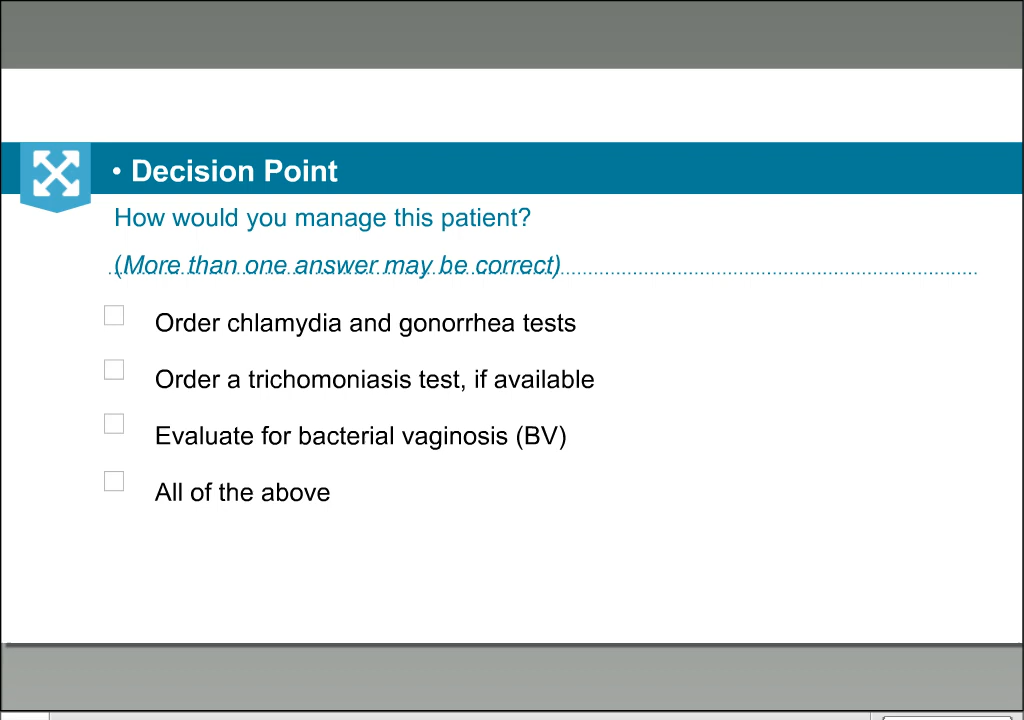 • Decision Point
How would you manage this patient?
(More than one answer may be correct)
Order chlamydia and gonorrhea tests
Order a trichomoniasis test, if available
Evaluate for bacterial vaginosis (BV)
All of the above